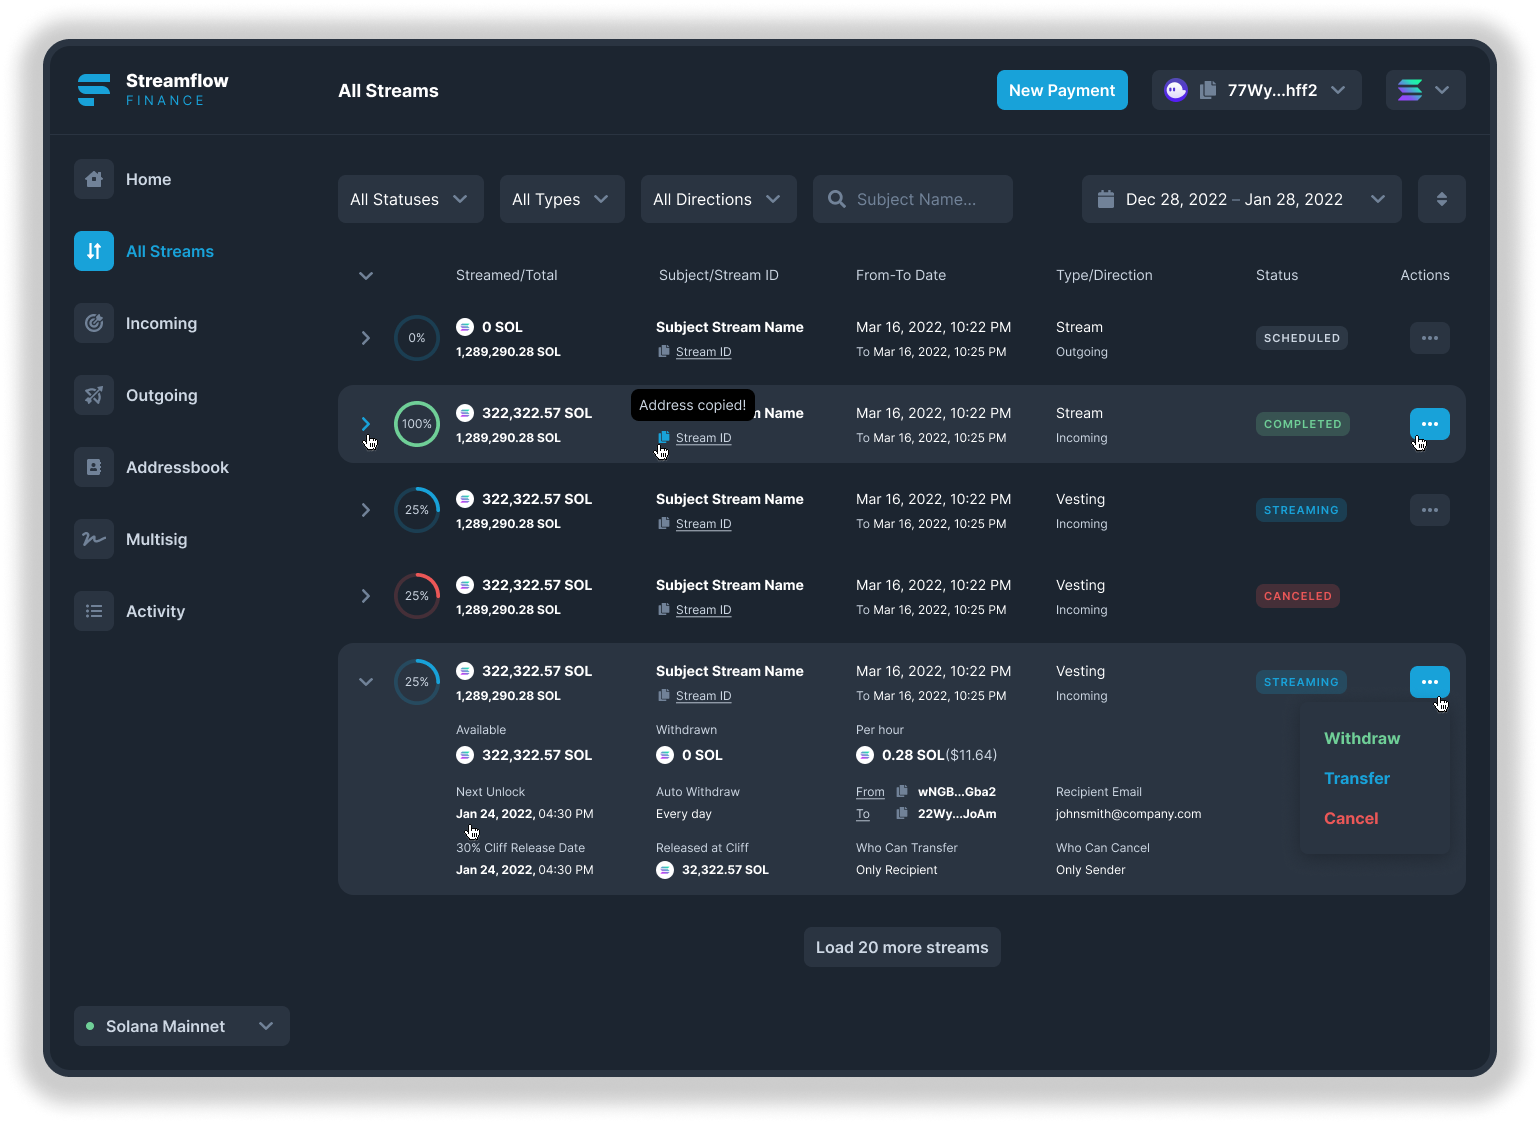 Streamflow
FINANCE
All Streams
New Payment
77Wy...hff2
Home
All Streams
Incoming
Outgoing
Addressbook
Multisig
Activity
All Statuses
All Types
All Directions
Subject Name...
Dec 28, 2022 – Jan 28, 2022
Streamed/Total
Subject/Stream ID
From-To Date
Type/Direction
Status
Actions
0%
0 SOL
1,289,290.28 SOL
Subject Stream Name
Stream ID
Mar 16, 2022, 10:22 PM
To Mar 16, 2022, 10:25 PM
Stream
Outgoing
SCHEDULED
100%
322,322.57 SOL
1,289,290.28 SOL
Address copied!
Name
Stream ID
Mar 16, 2022, 10:22 PM
To Mar 16, 2022, 10:25 PM
Stream
Incoming
COMPLETED
25%
322,322.57 SOL
1,289,290.28 SOL
Subject Stream Name
Stream ID
Mar 16, 2022, 10:22 PM
To Mar 16, 2022, 10:25 PM
Vesting
Incoming
STREAMING
25%
322,322.57 SOL
1,289,290.28 SOL
Subject Stream Name
Stream ID
Mar 16, 2022, 10:22 PM
To Mar 16, 2022, 10:25 PM
Vesting
Incoming
CANCELED
25%
322,322.57 SOL
1,289,290.28 SOL
Subject Stream Name
Stream ID
Mar 16, 2022, 10:22 PM
To Mar 16, 2022, 10:25 PM
Vesting
Incoming
STREAMING
Available
322,322.57 SOL
Withdrawn
0 SOL
Per hour
0.28 SOL($11.64)
Next Unlock
Jan 24, 2022, 04:30 PM
Auto Withdraw
Every day
From wNGB...Gba2
To 22Wy...JoAm
Recipient Email
johnsmith@company.com
30% Cliff Release Date
Jan 24, 2022, 04:30 PM
Released at Cliff
32,322.57 SOL
Who Can Transfer
Only Recipient
Who Can Cancel
Only Sender
Withdraw
Transfer
Cancel
Load 20 more streams
Solana Mainnet